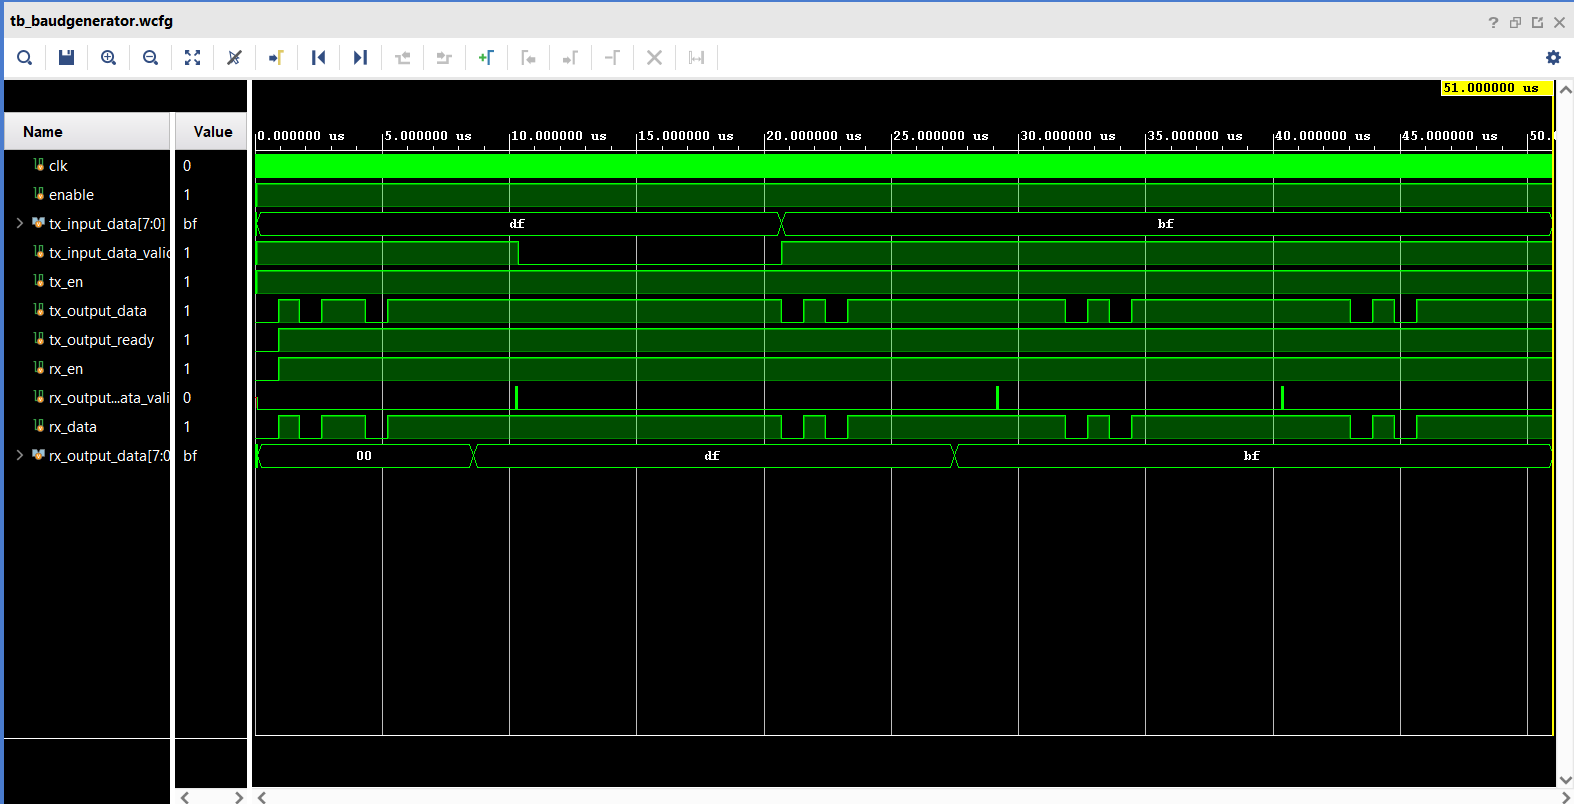 tb_baudgenerator.wcfg
51.000000 us
Name Value
0.000000 us 5.000000 us 10.000000 us 15.000000 us 20.000000 us 25.000000 us 30.000000 us 35.000000 us 40.000000 us 45.000000 us 50.
clk 0
enable 1
tx_input_data[7:0] bf df bf
tx_input_data_valid 1
tx_en 1
tx_output_data 1
tx_output_ready 1
rx_en 1
rx_output...ata_vali 0
rx_data 1
rx_output_data[7:0 bf 00 df bf